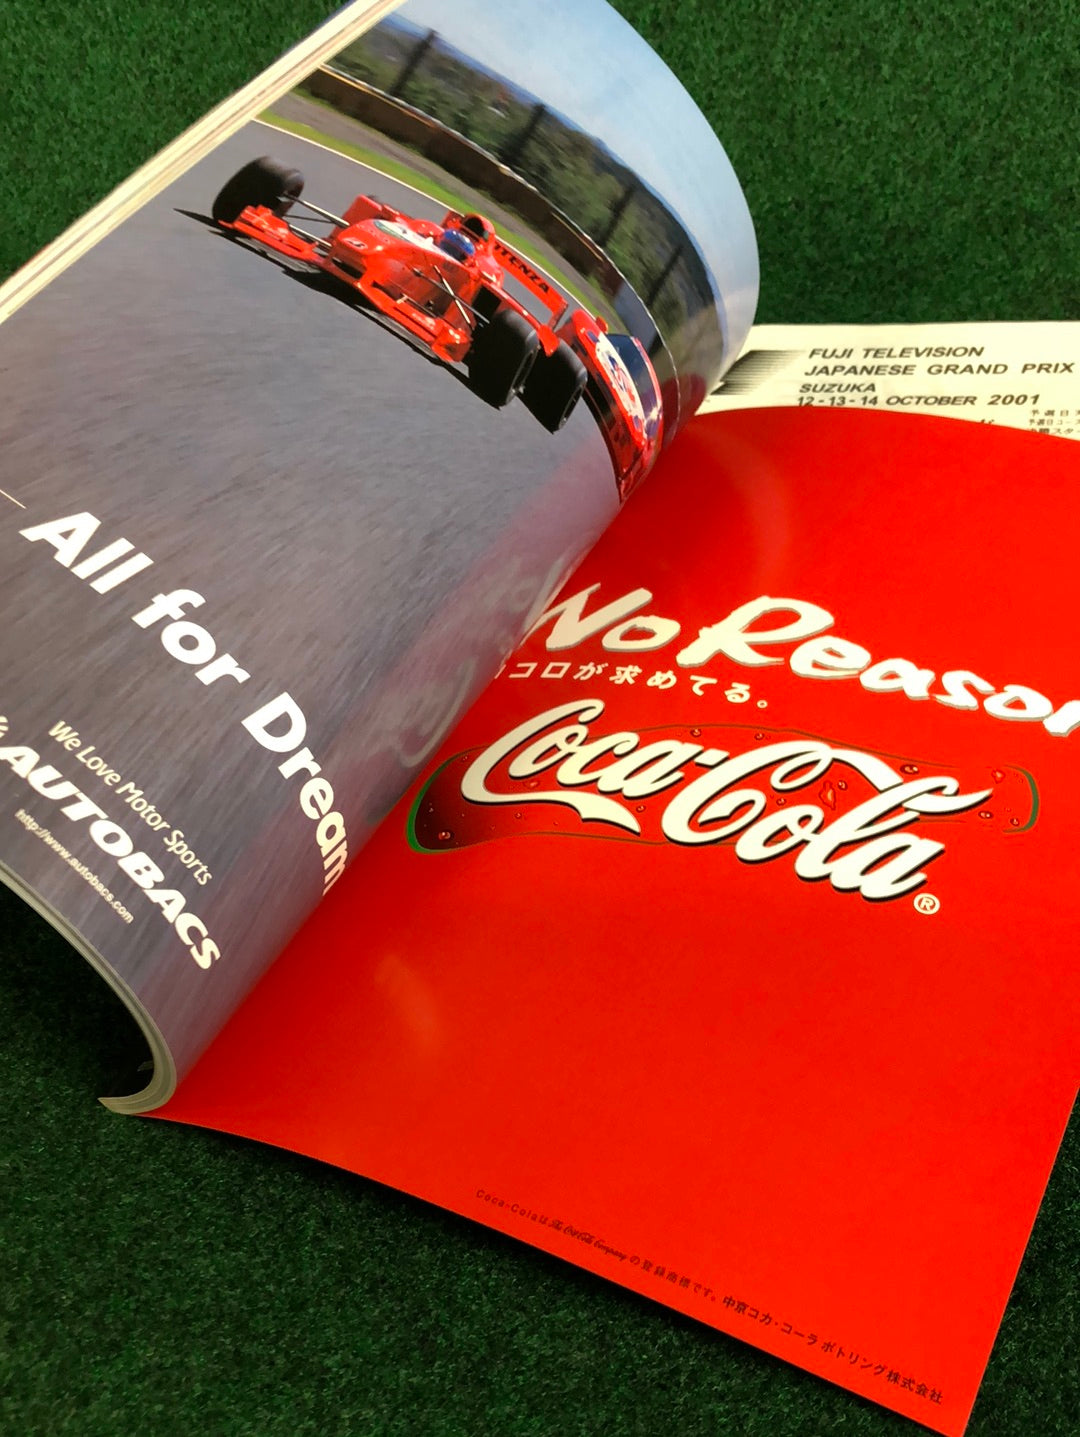 POTENZA
All for Dream
We Love Motor Sports
AUTOBACS
http://www.autobacs.com
FUJI TELEVISION
JAPANESE GRAND PRIX
SUZUKA
12-13-14 OCTOBER 2001
No Reason
ココロが求めてる。
Coca-Cola®
Coca-Colaは The Coca-Cola Company の登録商標です。中京コカ・コーラボトリング株式会社